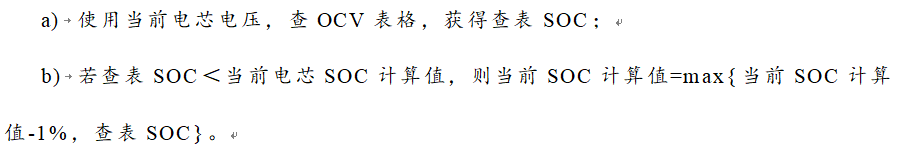 a) 使用当前电芯电压，查 OCV 表格，获得查表 SOC；
b) 若查表 SOC＜当前电芯 SOC 计算值，则当前 SOC 计算值=max{当前 SOC 计算
值-1%，查表 SOC}。